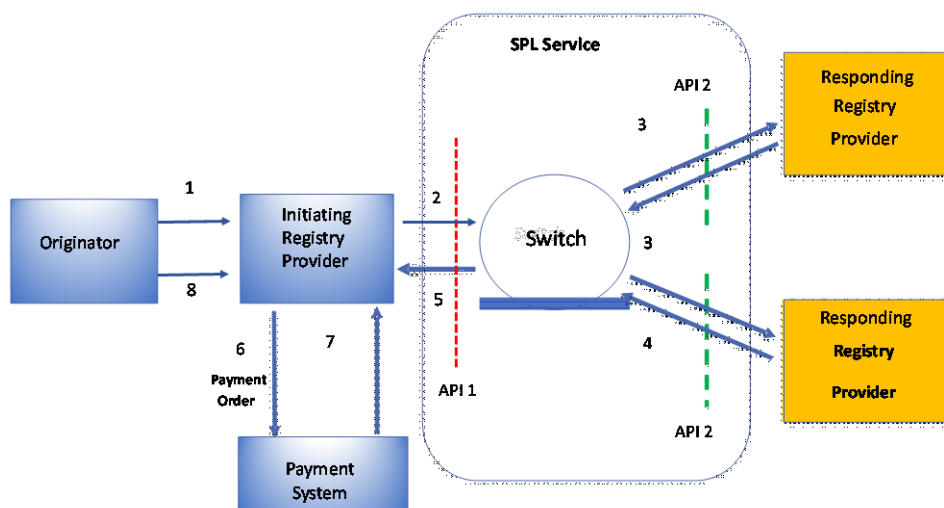 SPL Service
API 2
Responding
Registry
Provider
3
1
2
Initiating
Registry
Provider
Originator
Switch
3
8
5
4
Responding
Registry
Provider
6
7
Payment
Order
API 1
API 2
Payment
System